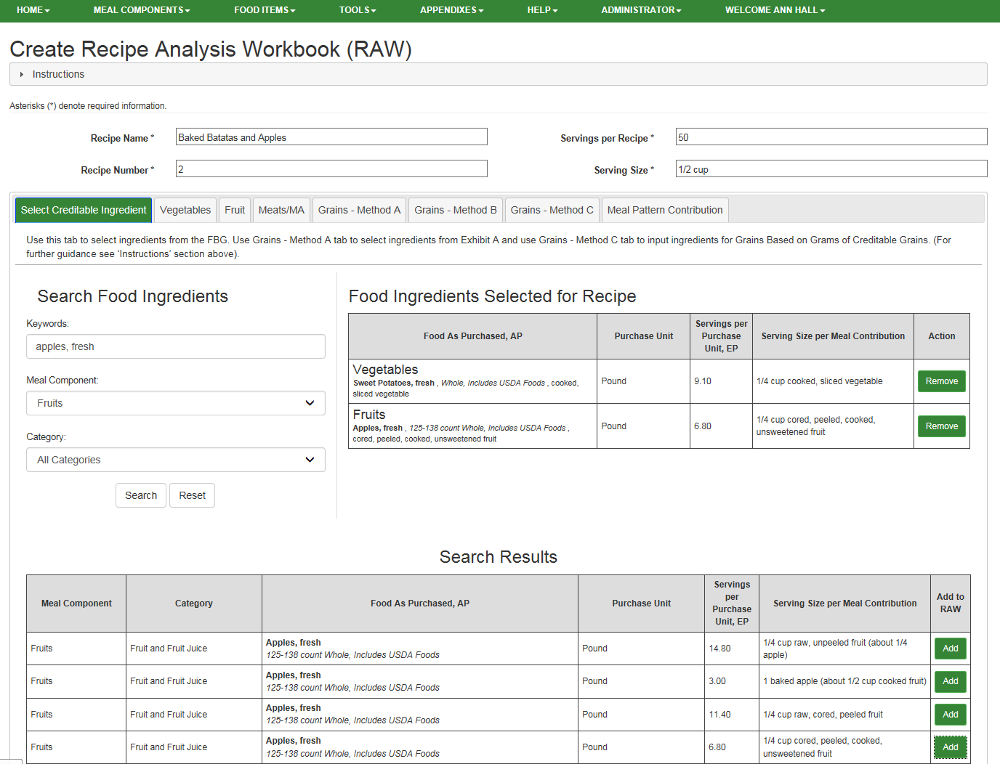 HOME MEAL COMPONENTS FOOD ITEMS TOOLS APPENDIXES HELP ADMINISTRATOR WELCOME ANN HALL
Create Recipe Analysis Workbook (RAW)
Instructions
Asterisks (*) denote required information.
Recipe Name * Baked Batatas and Apples Servings per Recipe * 50
Recipe Number * 2 Serving Size * 1/2 cup
Select Creditable Ingredient Vegetables Fruit Meats/MA Grains - Method A Grains - Method B Grains - Method C Meal Pattern Contribution
Use this tab to select ingredients from the FBG. Use Grains - Method A tab to select ingredients from Exhibit A and use Grains - Method C tab to input ingredients for Grains Based on Grams of Creditable Grains. (For
further guidance see ‘Instructions’ section above).
Search Food Ingredients
Keywords:
apples, fresh
Meal Component:
Fruits
Category:
All Categories
Search Reset
Food Ingredients Selected for Recipe
Food As Purchased, AP Purchase Unit Servings per Purchase Unit, EP Serving Size per Meal Contribution Action
Vegetables
Sweet Potatoes, fresh , Whole, Includes USDA Foods , cooked,
sliced vegetable
Pound 9.10 1/4 cup cooked, sliced vegetable Remove
Fruits
Apples, fresh , 125-138 count Whole, Includes USDA Foods ,
cored, peeled, cooked, unsweetened fruit
Pound 6.80 1/4 cup cored, peeled, cooked,
unsweetened fruit Remove
Search Results
Meal Component Category Food As Purchased, AP Purchase Unit Servings per Purchase Unit, EP Serving Size per Meal Contribution Add to RAW
Fruits Fruit and Fruit Juice Apples, fresh
125-138 count Whole, Includes USDA Foods
Pound 14.80 1/4 cup raw, unpeeled fruit (about 1/4
apple) Add
Fruits Fruit and Fruit Juice Apples, fresh
125-138 count Whole, Includes USDA Foods
Pound 3.00 1 baked apple (about 1/2 cup cooked fruit) Add
Fruits Fruit and Fruit Juice Apples, fresh
125-138 count Whole, Includes USDA Foods
Pound 11.40 1/4 cup raw, cored, peeled fruit Add
Fruits Fruit and Fruit Juice Apples, fresh
125-138 count Whole, Includes USDA Foods
Pound 6.80 1/4 cup cored, peeled, cooked,
unsweetened fruit Add